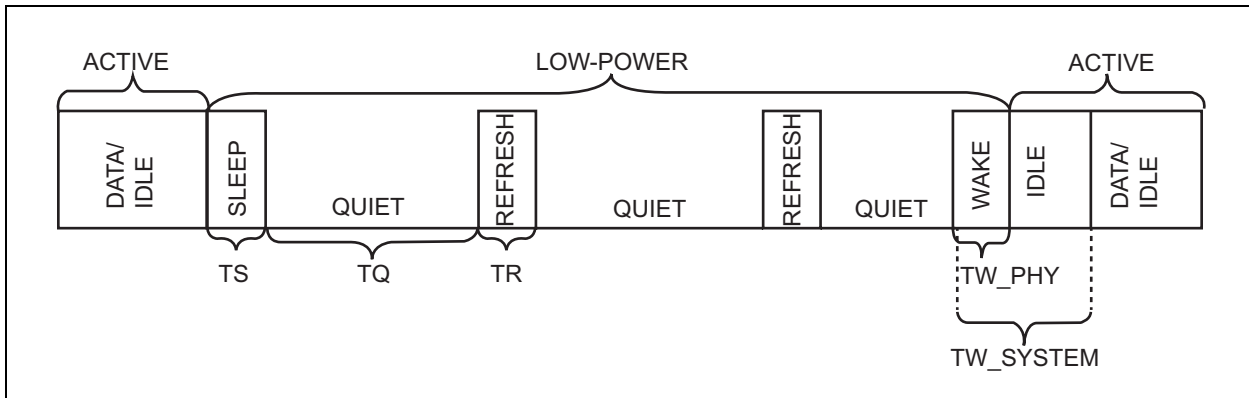 ACTIVE
LOW-POWER
ACTIVE
DATA/
IDLE
SLEEP
QUIET
REFRESH
QUIET
REFRESH
QUIET
WAKE
IDLE
DATA/
IDLE
TS
TQ
TR
TW_PHY
TW_SYSTEM